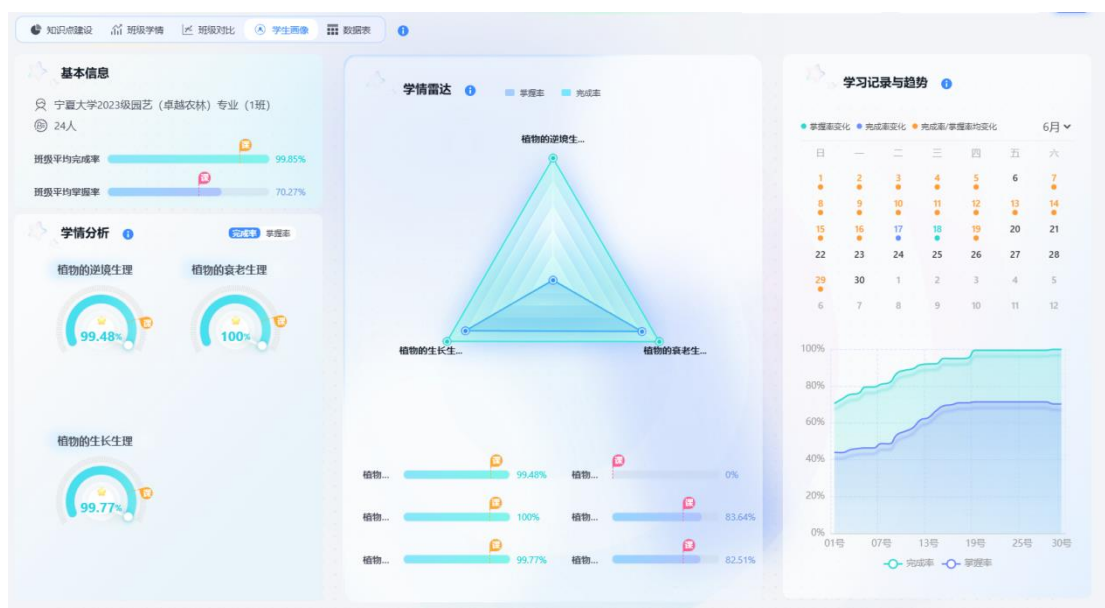 知识点建设 班级学情 班级对比 学生画像 数据表
基本信息
宁夏大学2023级园艺（卓越农林）专业（1班）
24人
课
班级平均完成率 99.85%
课
班级平均掌握率 70.27%
学情分析 完成率 掌握率
植物的逆境生理 植物的衰老生理
课 课
99.48% 100%
植物的生长生理
课
99.77%
学情雷达 掌握率 完成率
植物的逆境生...
植物的生长生... 植物的衰老生...
课 课
植物... 99.48% 植物... 0%
课 课
植物... 100% 植物... 83.64%
课 课
植物... 99.77% 植物... 82.51%
学习记录与趋势
掌握率变化 完成率变化 完成率/掌握率均变化 6月
日 一 二 三 四 五 六
1 2 3 4 5 6 7
8 9 10 11 12 13 14
15 16 17 18 19 20 21
22 23 24 25 26 27 28
29 30 1 2 3 4 5
6 7 8 9 10 11 12
100%
80%
60%
40%
20%
0%
01号 07号 13号 19号 25号 30号
完成率 掌握率